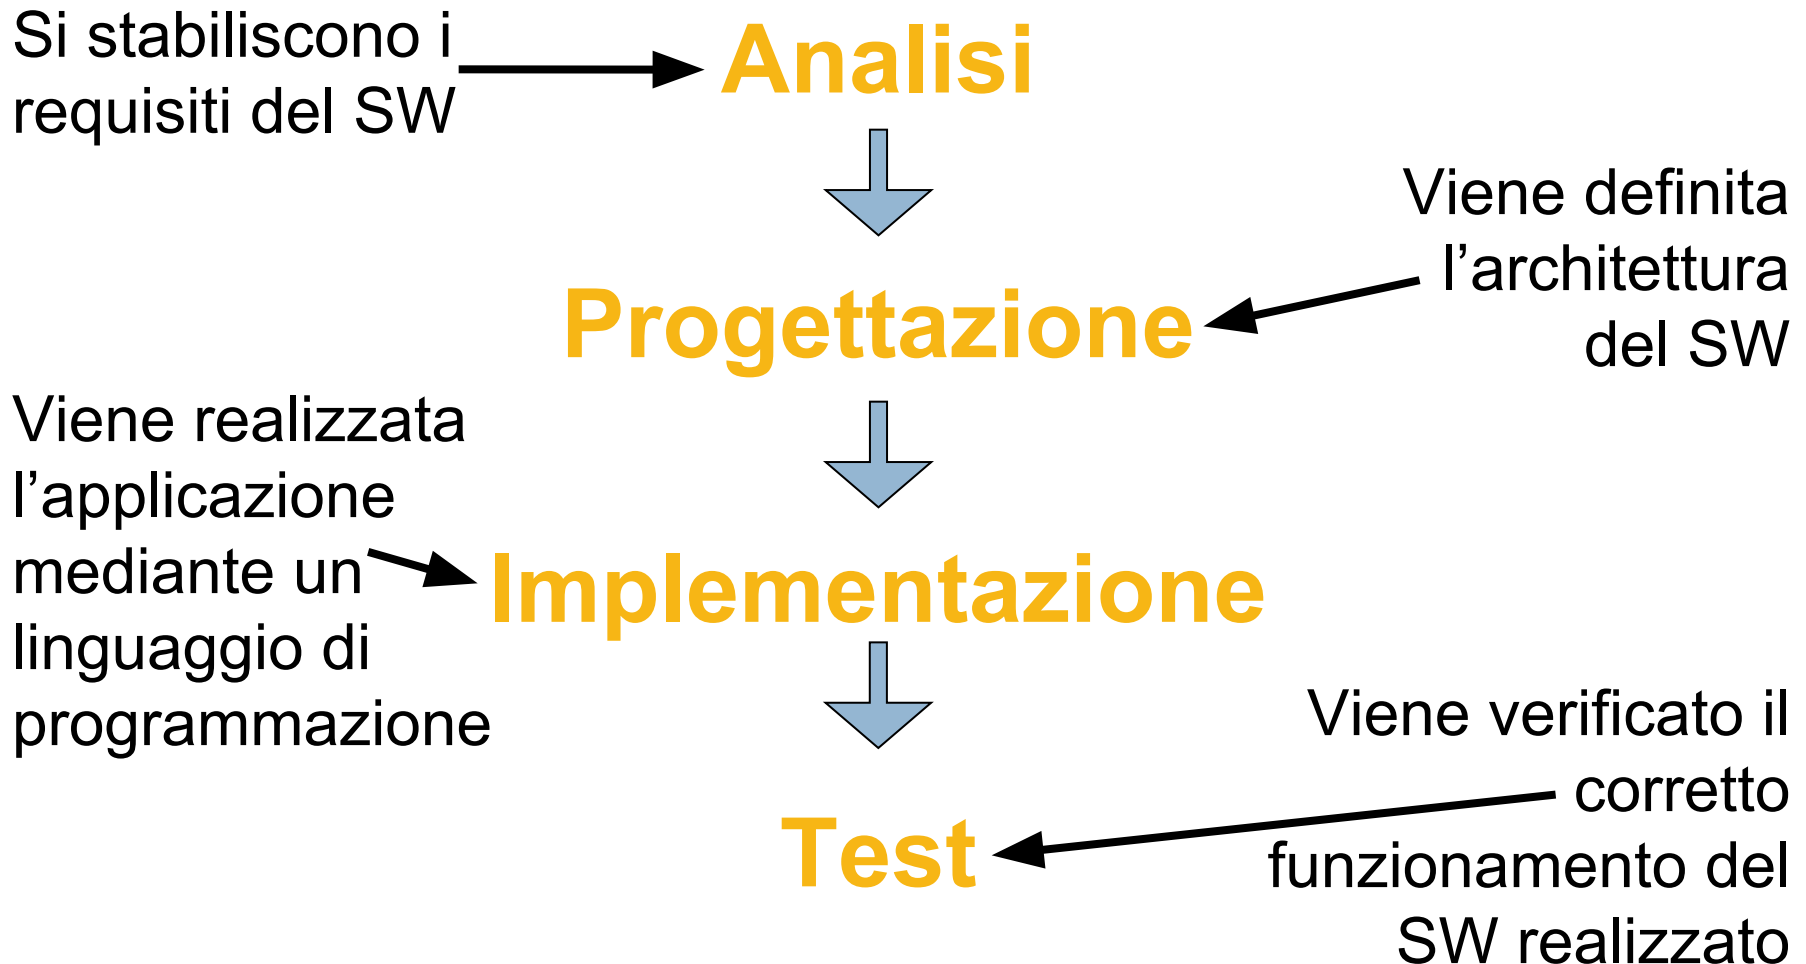 Si stabiliscono i
requisiti del SW
Analisi
Viene definita
l’architettura
del SW
Progettazione
Viene realizzata
l’applicazione
mediante un
linguaggio di
programmazione
Implementazione
Viene verificato il
corretto
funzionamento del
SW realizzato
Test